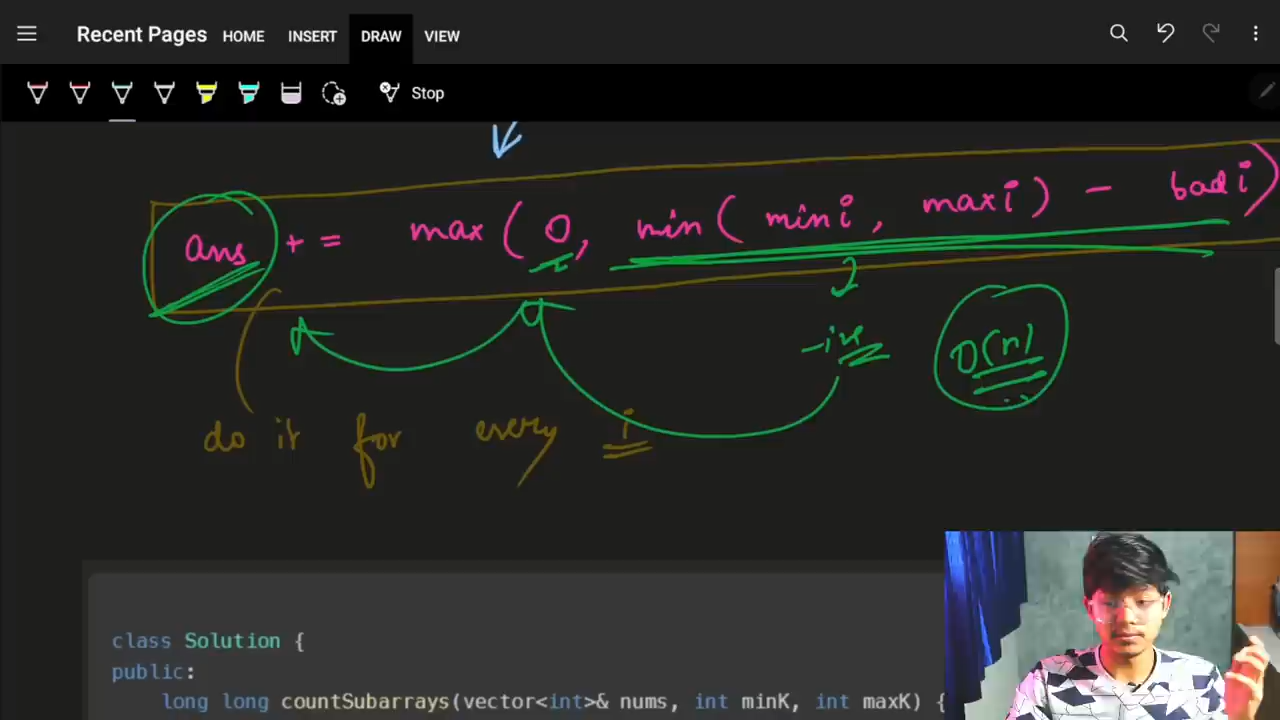 Recent Pages HOME INSERT DRAW VIEW
Stop
ans += max(0, min(mini, maxi) - badi)
-ive
O(n)
do it for every i
class Solution {
public:
long long countSubarrays(vector<int>& nums, int minK, int maxK) {